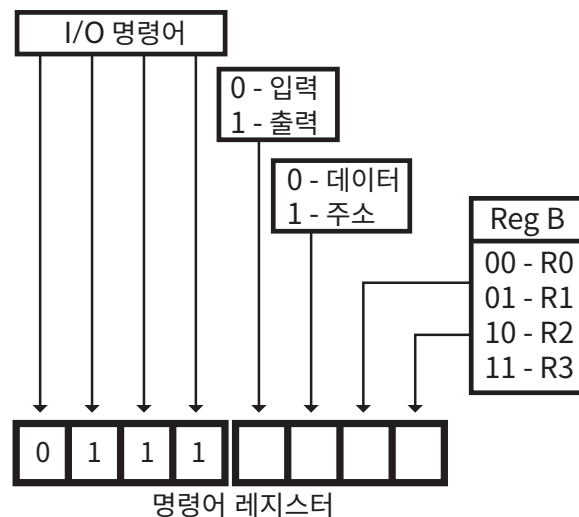 I/O 명령어
0 - 입력
1 - 출력
0 - 데이터
1 - 주소
Reg B
00 - R0
01 - R1
10 - R2
11 - R3
0 1 1 1
명령어 레지스터